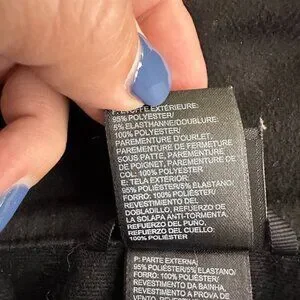 F: ÉTOFFE EXTÉRIEURE:
95% POLYESTER/
5% ELASTHANNE/DOUBLURE:
100% POLYESTER/
PAREMENTURE D'OURLET,
PAREMENTURE DE FERMETURE
SOUS PATTE, PAREMENTURE
DE POIGNET, PAREMENTURE DE
COL: 100% POLYESTER
E: TELA EXTERIOR:
95% POLIÉSTER/5% ELASTANO/
FORRO: 100% POLIÉSTER/
REVESTIMIENTO DEL
DOBLADILLO, REFUERZO DE
LA SOLAPA ANTI-TORMENTA,
REFUERZO DEL PUÑO,
REFUERZO DEL CUELLO:
100% POLIÉSTER
P: PARTE EXTERNA:
95% POLIÉSTER/5% ELASTANO/
FORRO: 100% POLIÉSTER/
REVESTIMENTO DA BAINHA,
REVESTIMENTO DA ABA DE